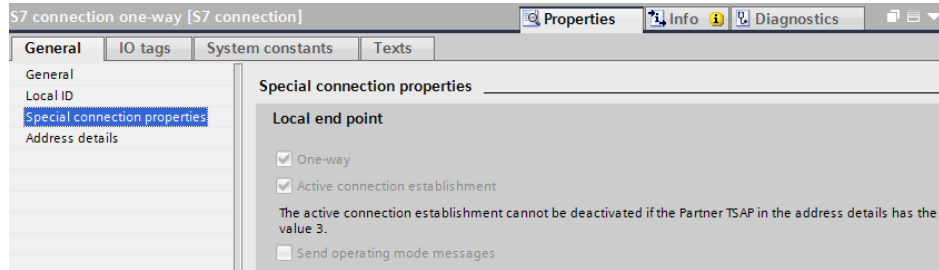 S7 connection one-way [S7 connection]
Properties
Info
Diagnostics
General
IO tags
System constants
Texts
General
Local ID
Special connection properties
Address details
Special connection properties
Local end point
One-way
Active connection establishment
The active connection establishment cannot be deactivated if the Partner TSAP in the address details has the
value 3.
Send operating mode messages